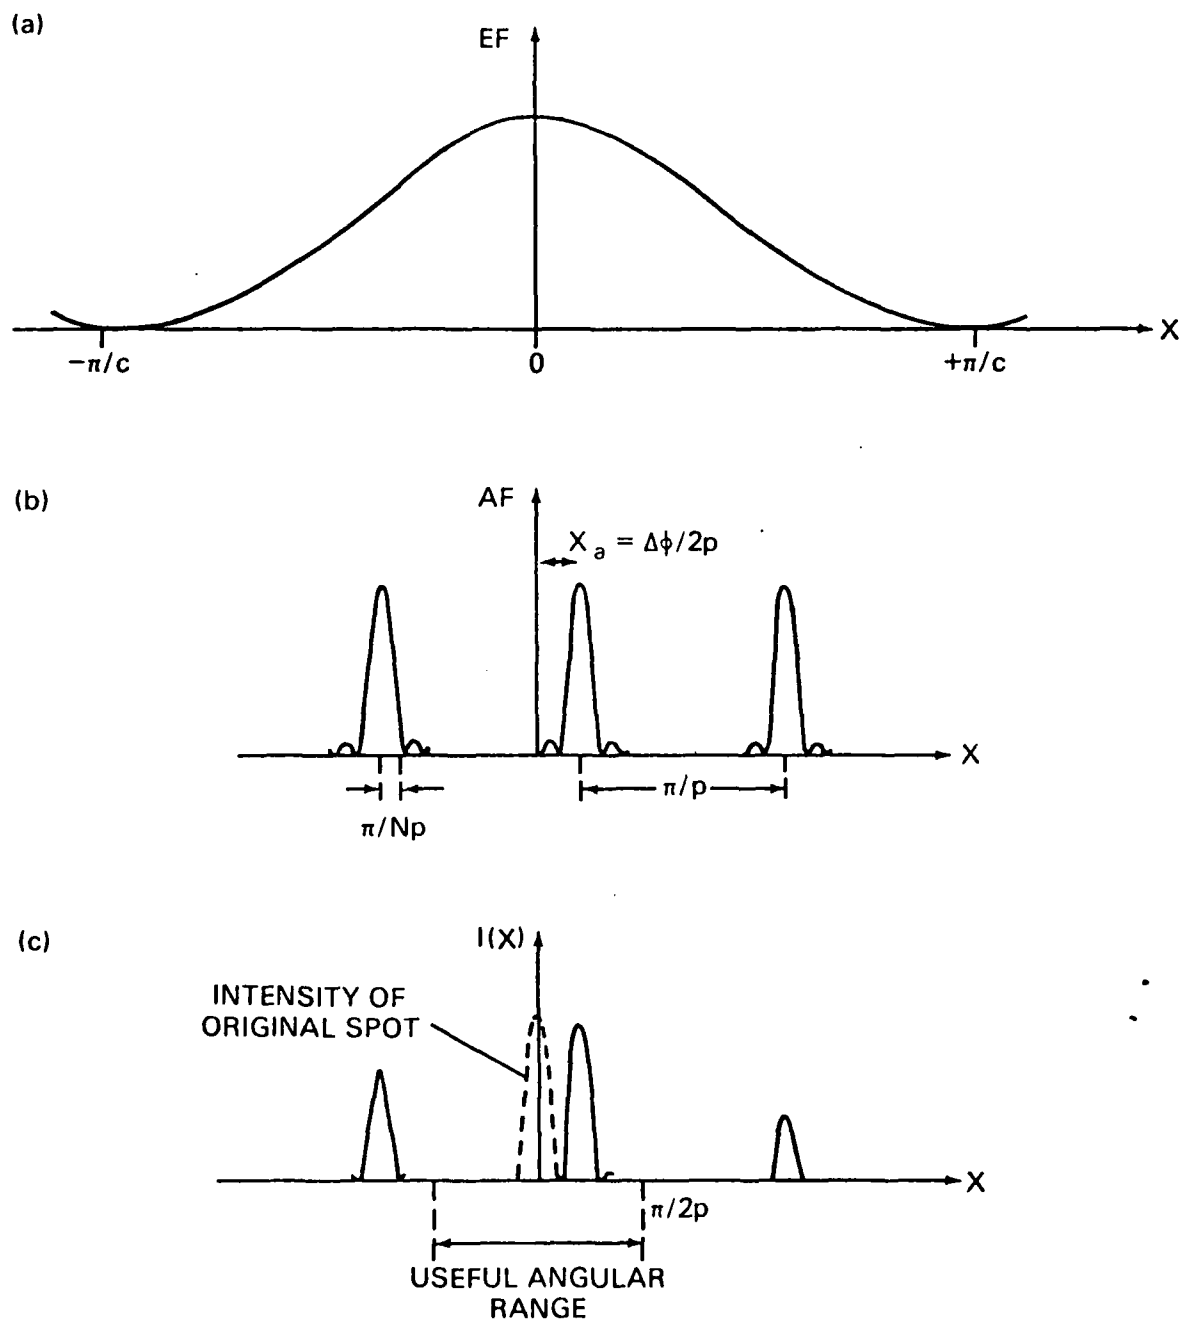 (a)
EF
X
−π/c
0
+π/c
(b)
AF
X a = Δϕ/2p
X
π/p
π/Np
(c)
I(X)
INTENSITY OF
ORIGINAL SPOT
X
π/2p
USEFUL ANGULAR
RANGE